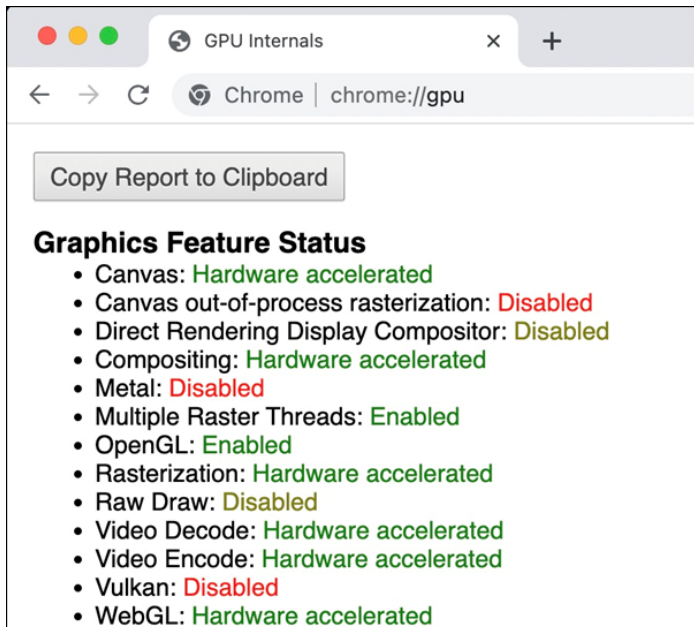 GPU Internals
Chrome | chrome://gpu
Copy Report to Clipboard
Graphics Feature Status
• Canvas: Hardware accelerated
• Canvas out-of-process rasterization: Disabled
• Direct Rendering Display Compositor: Disabled
• Compositing: Hardware accelerated
• Metal: Disabled
• Multiple Raster Threads: Enabled
• OpenGL: Enabled
• Rasterization: Hardware accelerated
• Raw Draw: Disabled
• Video Decode: Hardware accelerated
• Video Encode: Hardware accelerated
• Vulkan: Disabled
• WebGL: Hardware accelerated